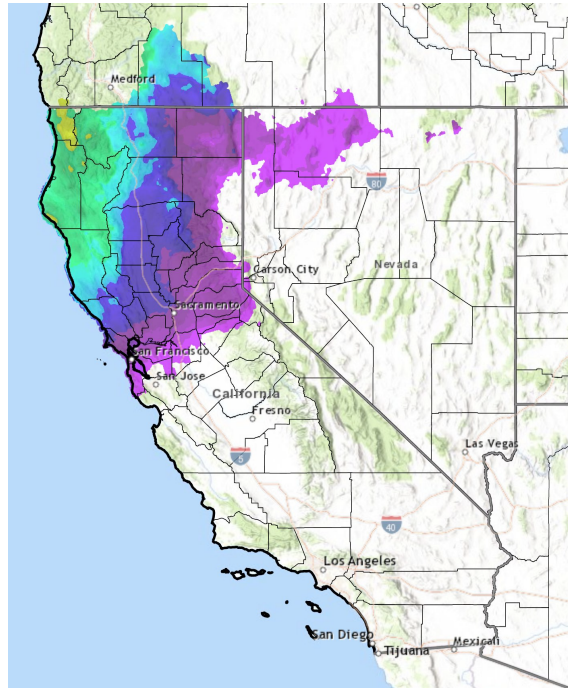 Medford
80
Carson City
Nevada
Sacramento
San Francisco
San Jose
California
Fresno
Las Vegas
5
40
Los Angeles
San Diego
Tijuana
Mexicali